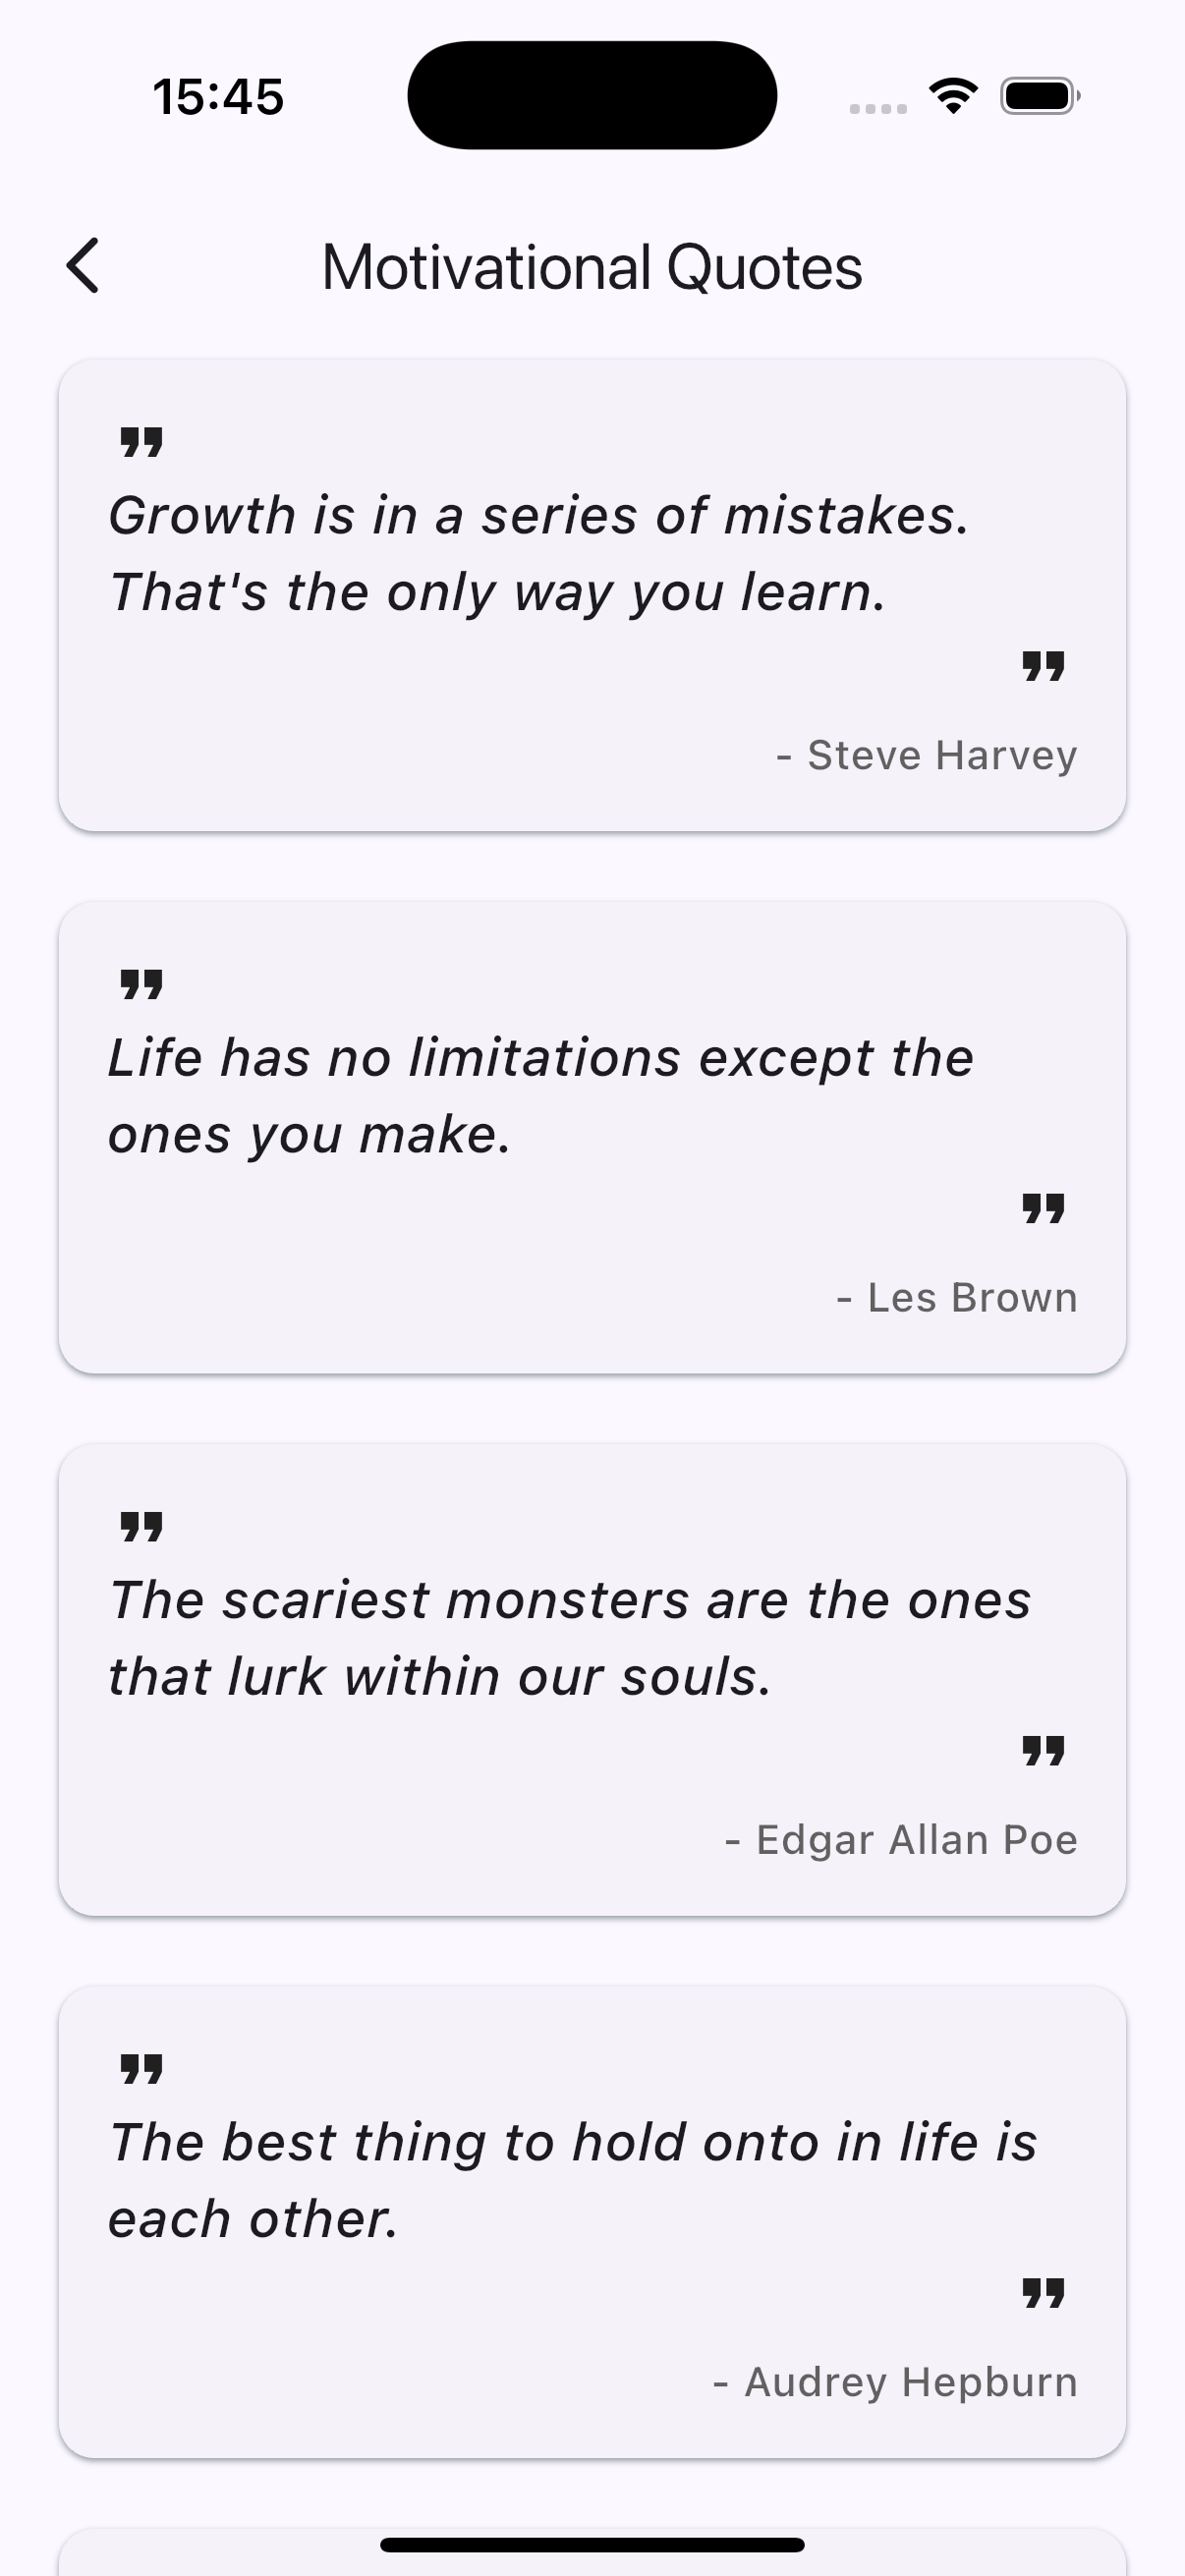 15:45
Motivational Quotes
”
Growth is in a series of mistakes.
That's the only way you learn.
”
- Steve Harvey
”
Life has no limitations except the
ones you make.
”
- Les Brown
”
The scariest monsters are the ones
that lurk within our souls.
”
- Edgar Allan Poe
”
The best thing to hold onto in life is
each other.
”
- Audrey Hepburn